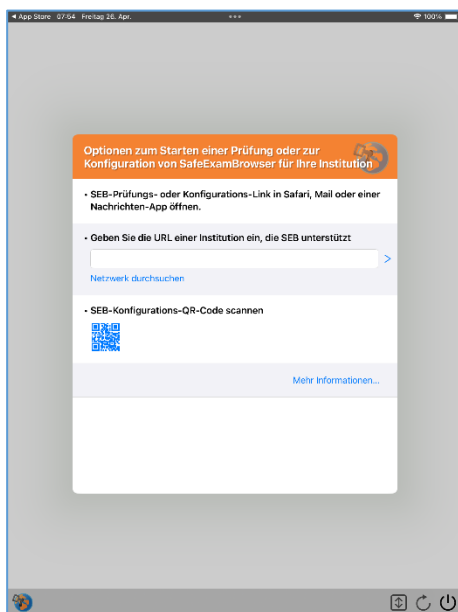 App Store 07:54 Freitag 26. Apr. 100%
Optionen zum Starten einer Prüfung oder zur
Konfiguration von SafeExamBrowser für Ihre Institution
• SEB-Prüfungs- oder Konfigurations-Link in Safari, Mail oder einer
Nachrichten-App öffnen.
• Geben Sie die URL einer Institution ein, die SEB unterstützt
Netzwerk durchsuchen
• SEB-Konfigurations-QR-Code scannen
Mehr Informationen...